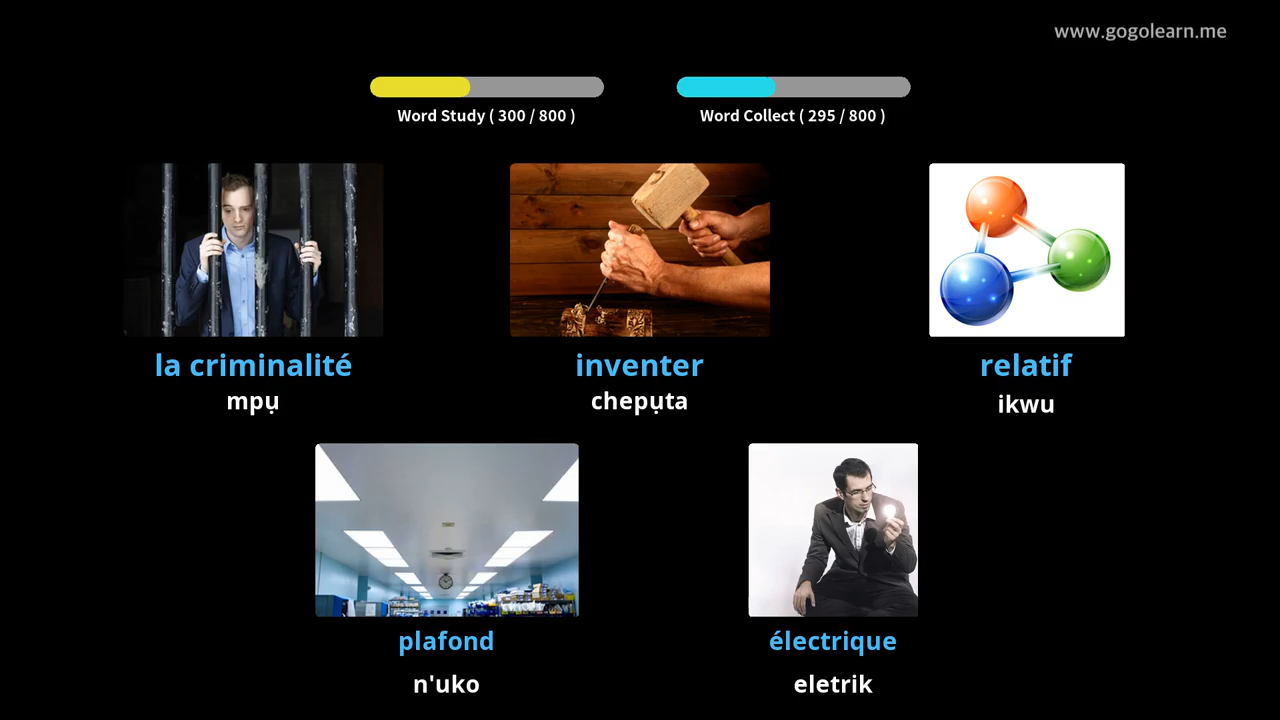 www.gogolearn.me
Word Study ( 300 / 800 )
Word Collect ( 295 / 800 )
la criminalité
mpụ
inventer
chepụta
relatif
ikwu
plafond
n'uko
électrique
eletrik